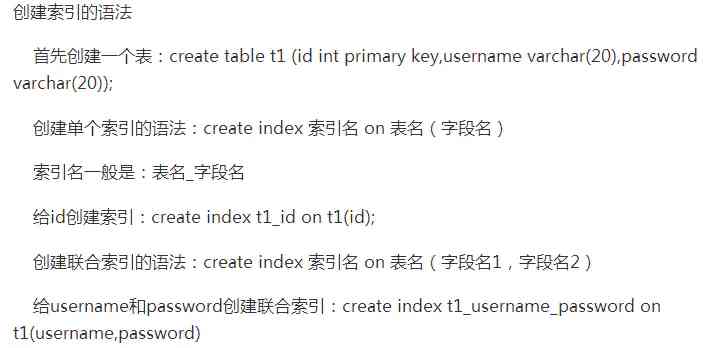 创建索引的语法
首先创建一个表：create table t1 (id int primary key,username varchar(20),password
varchar(20));
创建单个索引的语法：create index 索引名 on 表名（字段名）
索引名一般是：表名_字段名
给id创建索引：create index t1_id on t1(id);
创建联合索引的语法：create index 索引名 on 表名（字段名1，字段名2）
给username和password创建联合索引：create index t1_username_password on
t1(username,password)